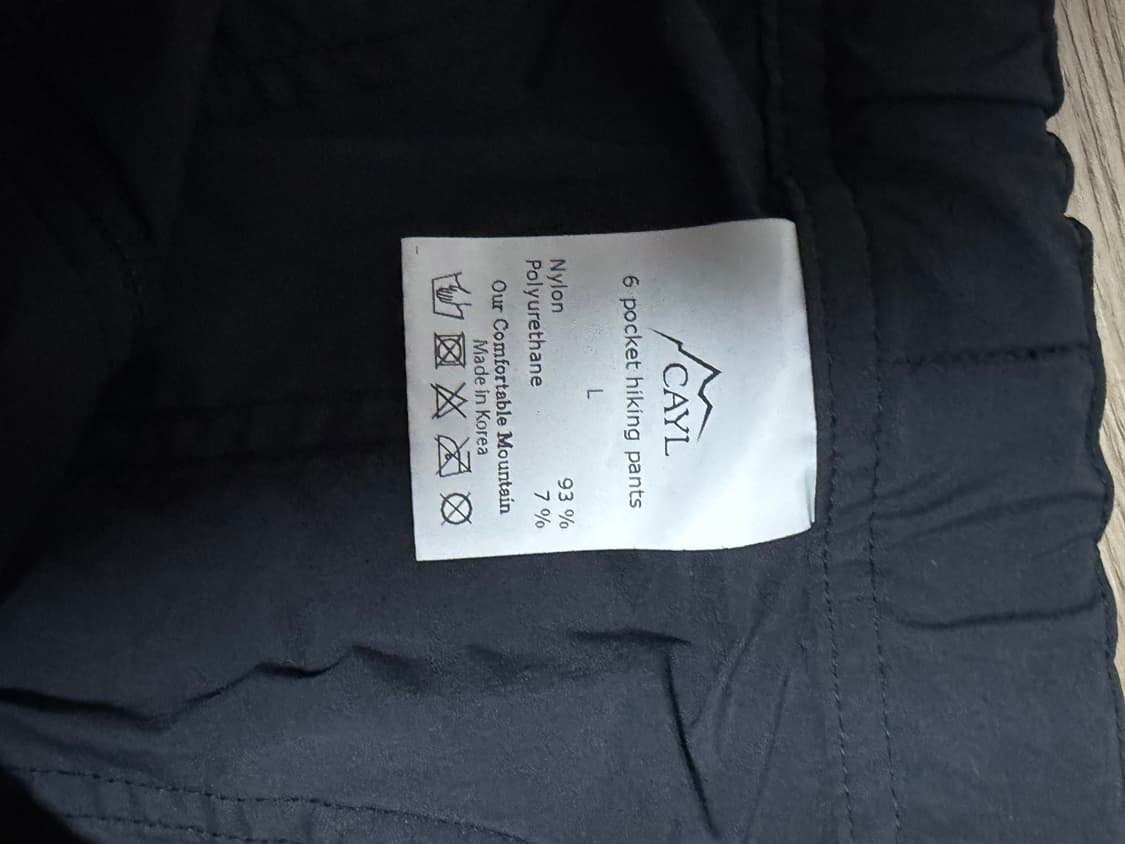 CAYL
6 pocket hiking pants
L
Nylon 93 %
Polyurethane 7 %
Our Comfortable Mountain
Made in Korea